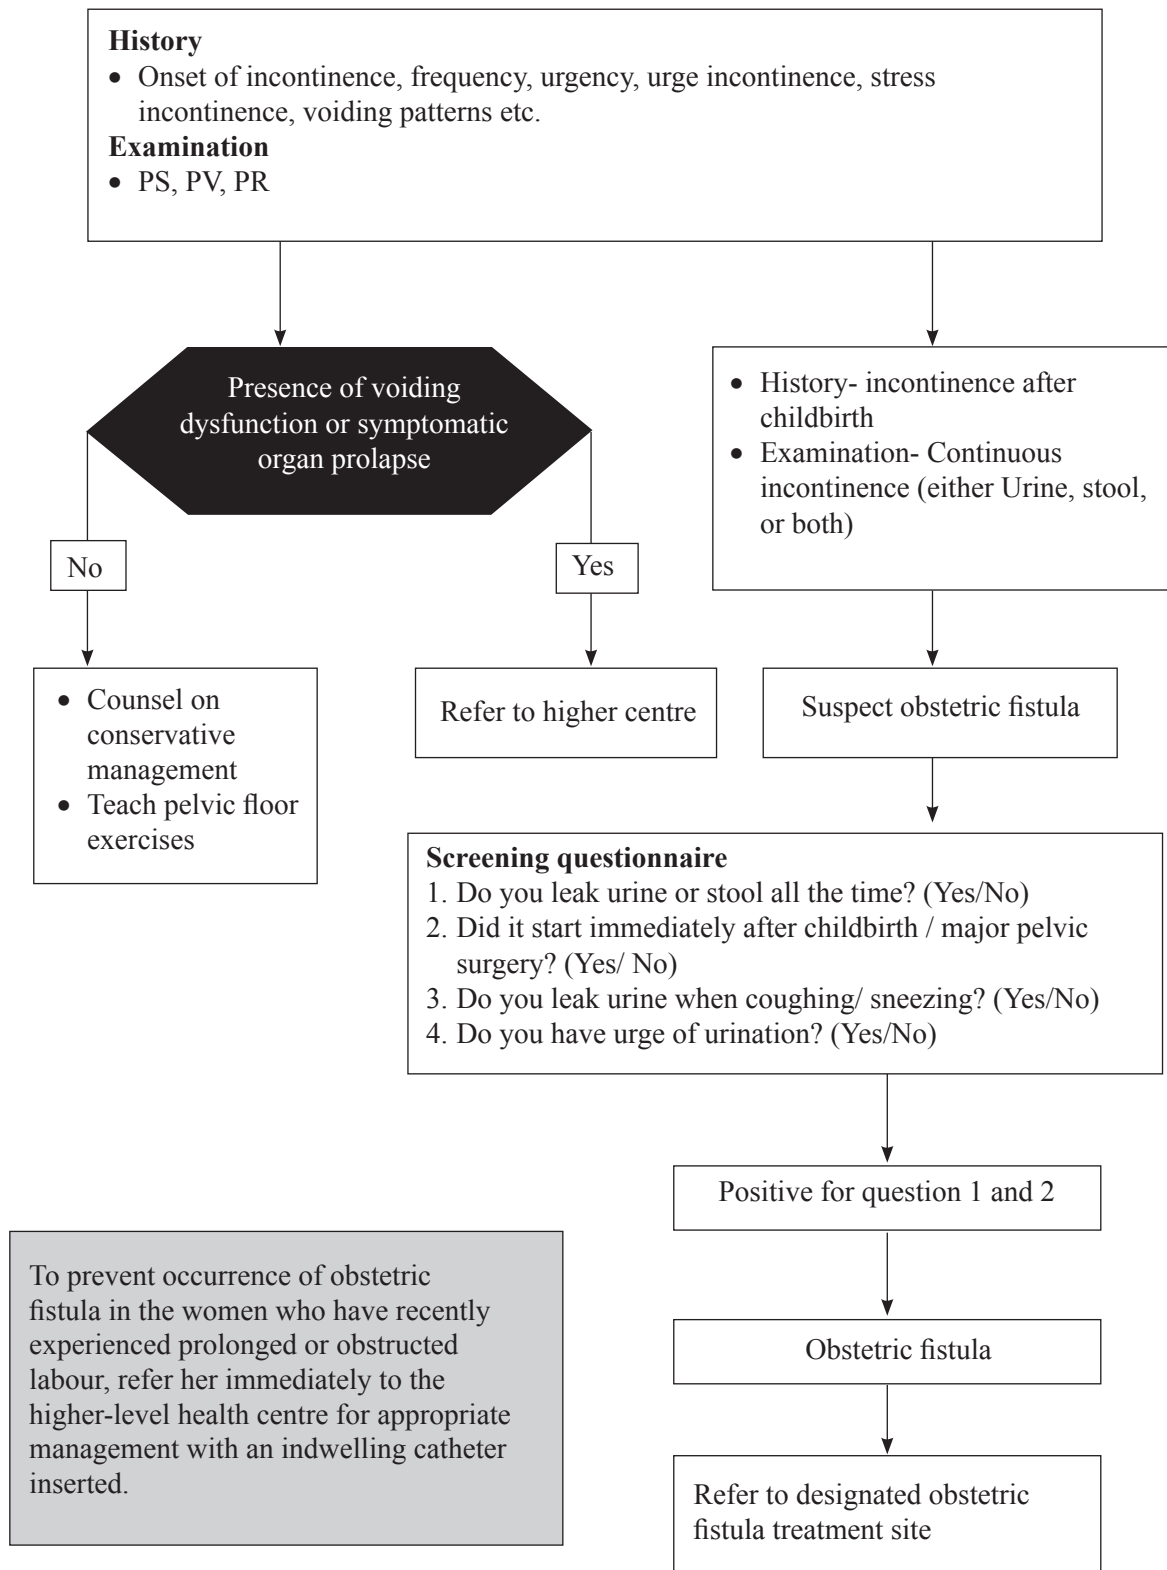 History
• Onset of incontinence, frequency, urgency, urge incontinence, stress
incontinence, voiding patterns etc.
Examination
• PS, PV, PR
Presence of voiding
dysfunction or symptomatic
organ prolapse
No
Yes
• Counsel on
conservative
management
• Teach pelvic floor
exercises
Refer to higher centre
• History- incontinence after
childbirth
• Examination- Continuous
incontinence (either Urine, stool,
or both)
Suspect obstetric fistula
Screening questionnaire
1. Do you leak urine or stool all the time? (Yes/No)
2. Did it start immediately after childbirth / major pelvic
surgery? (Yes/ No)
3. Do you leak urine when coughing/ sneezing? (Yes/No)
4. Do you have urge of urination? (Yes/No)
Positive for question 1 and 2
Obstetric fistula
Refer to designated obstetric
fistula treatment site
To prevent occurrence of obstetric
fistula in the women who have recently
experienced prolonged or obstructed
labour, refer her immediately to the
higher-level health centre for appropriate
management with an indwelling catheter
inserted.